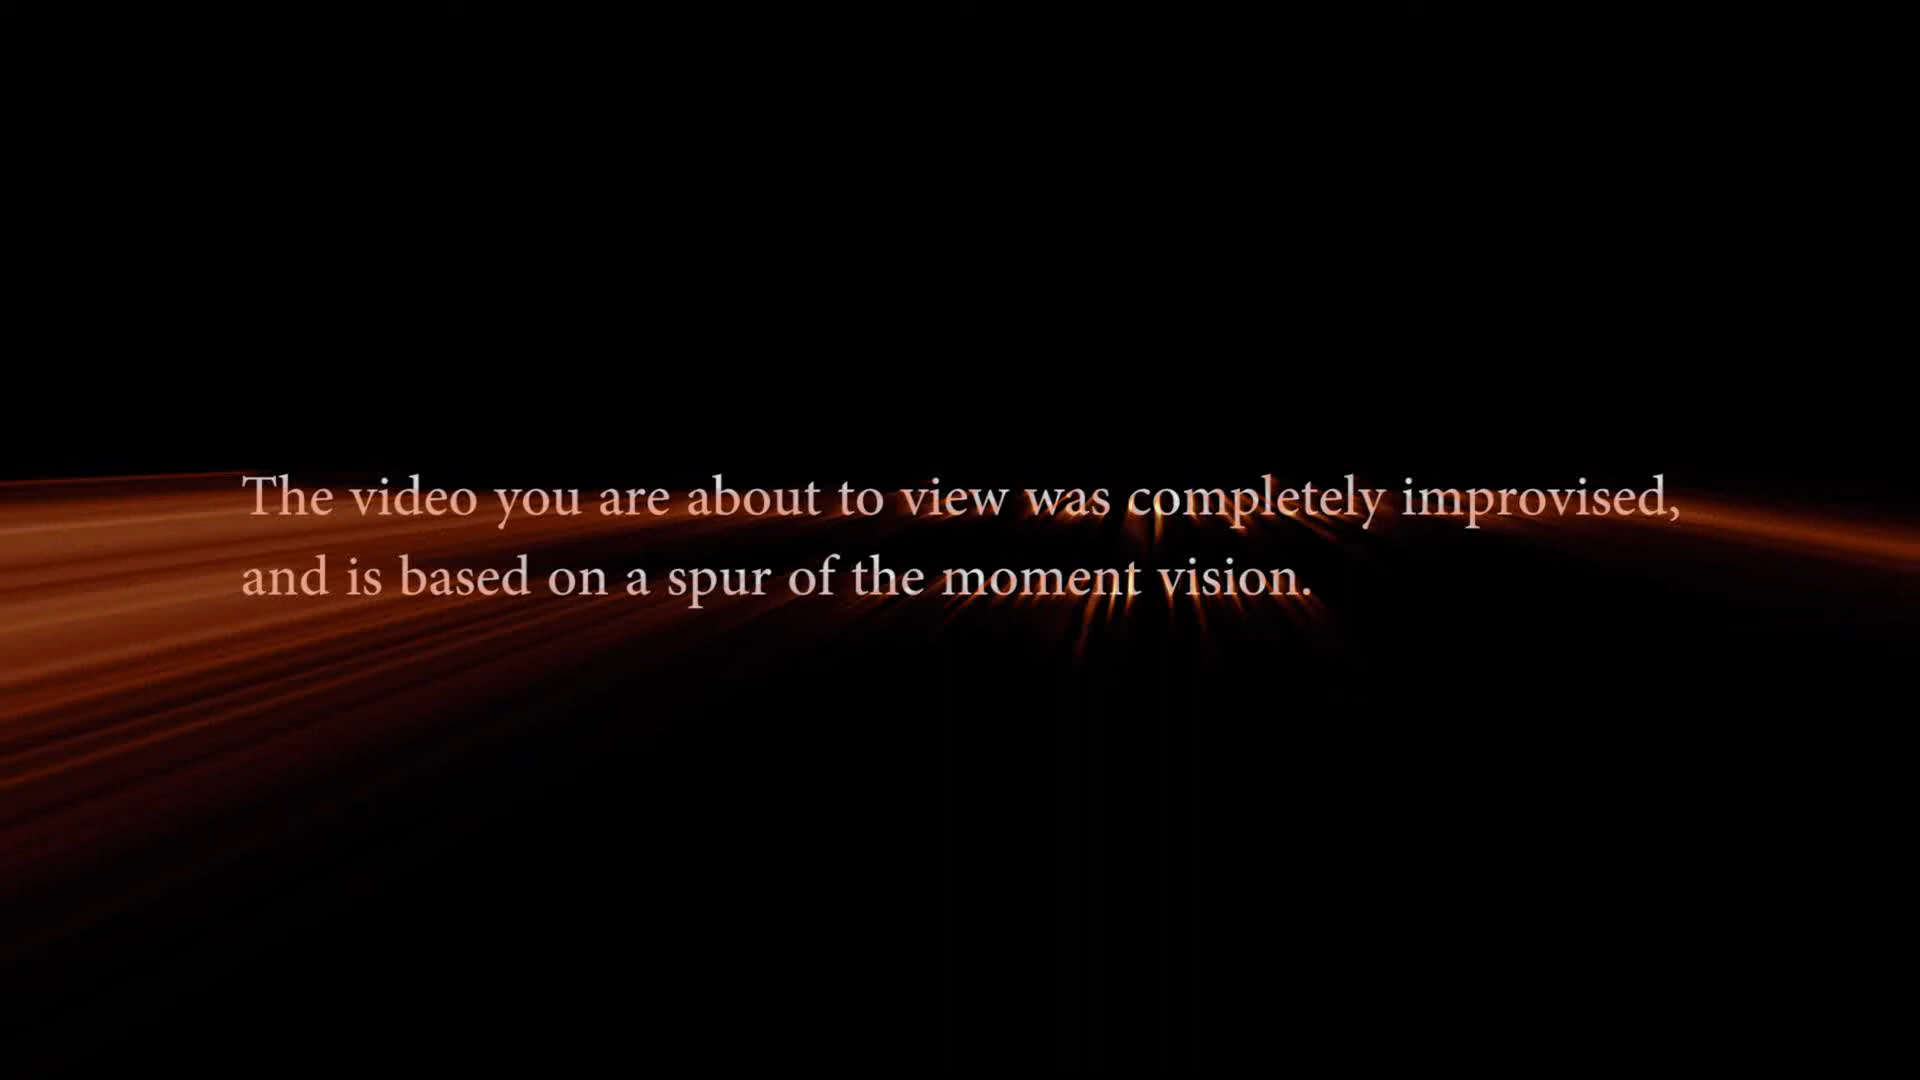 The video you are about to view was completely improvised,
and is based on a spur of the moment vision.